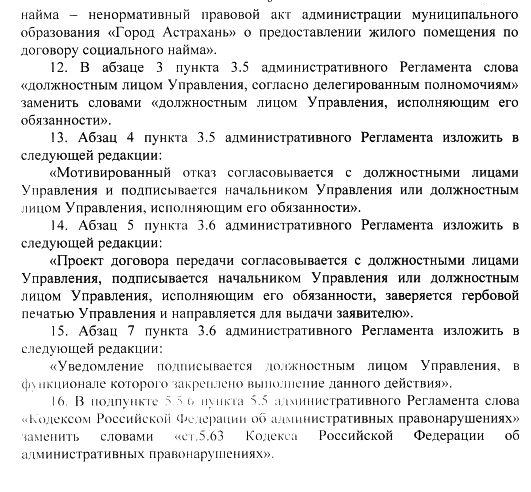 найма – ненормативный правовой акт администрации муниципального
образования «Город Астрахань» о предоставлении жилого помещения по
договору социального найма».
12. В абзаце 3 пункта 3.5 административного Регламента слова
«должностным лицом Управления, согласно делегированным полномочиям»
заменить словами «должностным лицом Управления, исполняющим его
обязанности».
13. Абзац 4 пункта 3.5 административного Регламента изложить в
следующей редакции:
«Мотивированный отказ согласовывается с должностными лицами
Управления и подписывается начальником Управления или должностным
лицом Управления, исполняющим его обязанности».
14. Абзац 5 пункта 3.6 административного Регламента изложить в
следующей редакции:
«Проект договора передачи согласовывается с должностными лицами
Управления, подписывается начальником Управления или должностным
лицом Управления, исполняющим его обязанности, заверяется гербовой
печатью Управления и направляется для выдачи заявителю».
15. Абзац 7 пункта 3.6 административного Регламента изложить в
следующей редакции:
«Уведомление подписывается должностным лицом Управления, в
функционале которого закреплено выполнение данного действия».
16. В подпункте 5.5.6 пункта 5.5 административного Регламента слова
«Кодексом Российской Федерации об административных правонарушениях»
заменить словами «ст.5.63 Кодекса Российской Федерации об
административных правонарушениях».